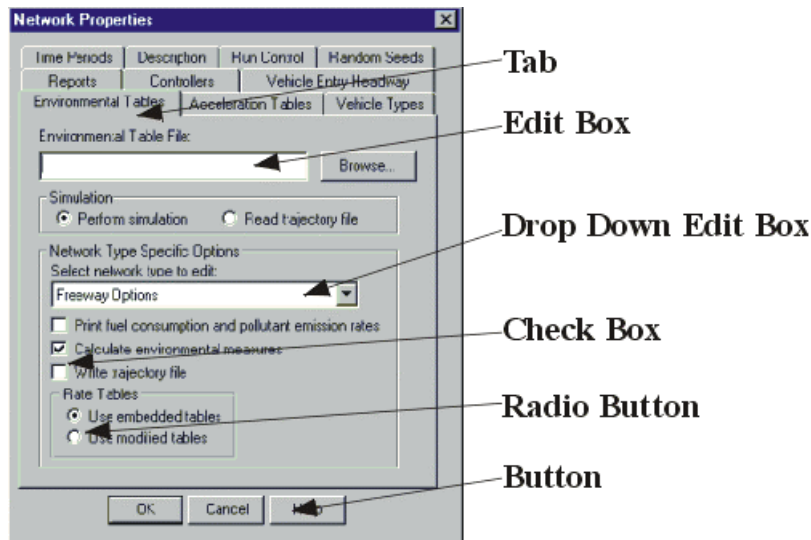 Network Properties
Time Periods Description Run Control Random Seeds
Reports Controllers Vehicle Entry Headway
Environmental Tables Acceleration Tables Vehicle Types
Environmental Table File:
Browse...
Simulation
Perform simulation Read trajectory file
Network Type Specific Options
Select network type to edit:
Freeway Options
Print fuel consumption and pollutant emission rates
Calculate environmental measures
Write trajectory file
Rate Tables
Use embedded tables
Use modified tables
OK Cancel Help
Tab
Edit Box
Drop Down Edit Box
Check Box
Radio Button
Button